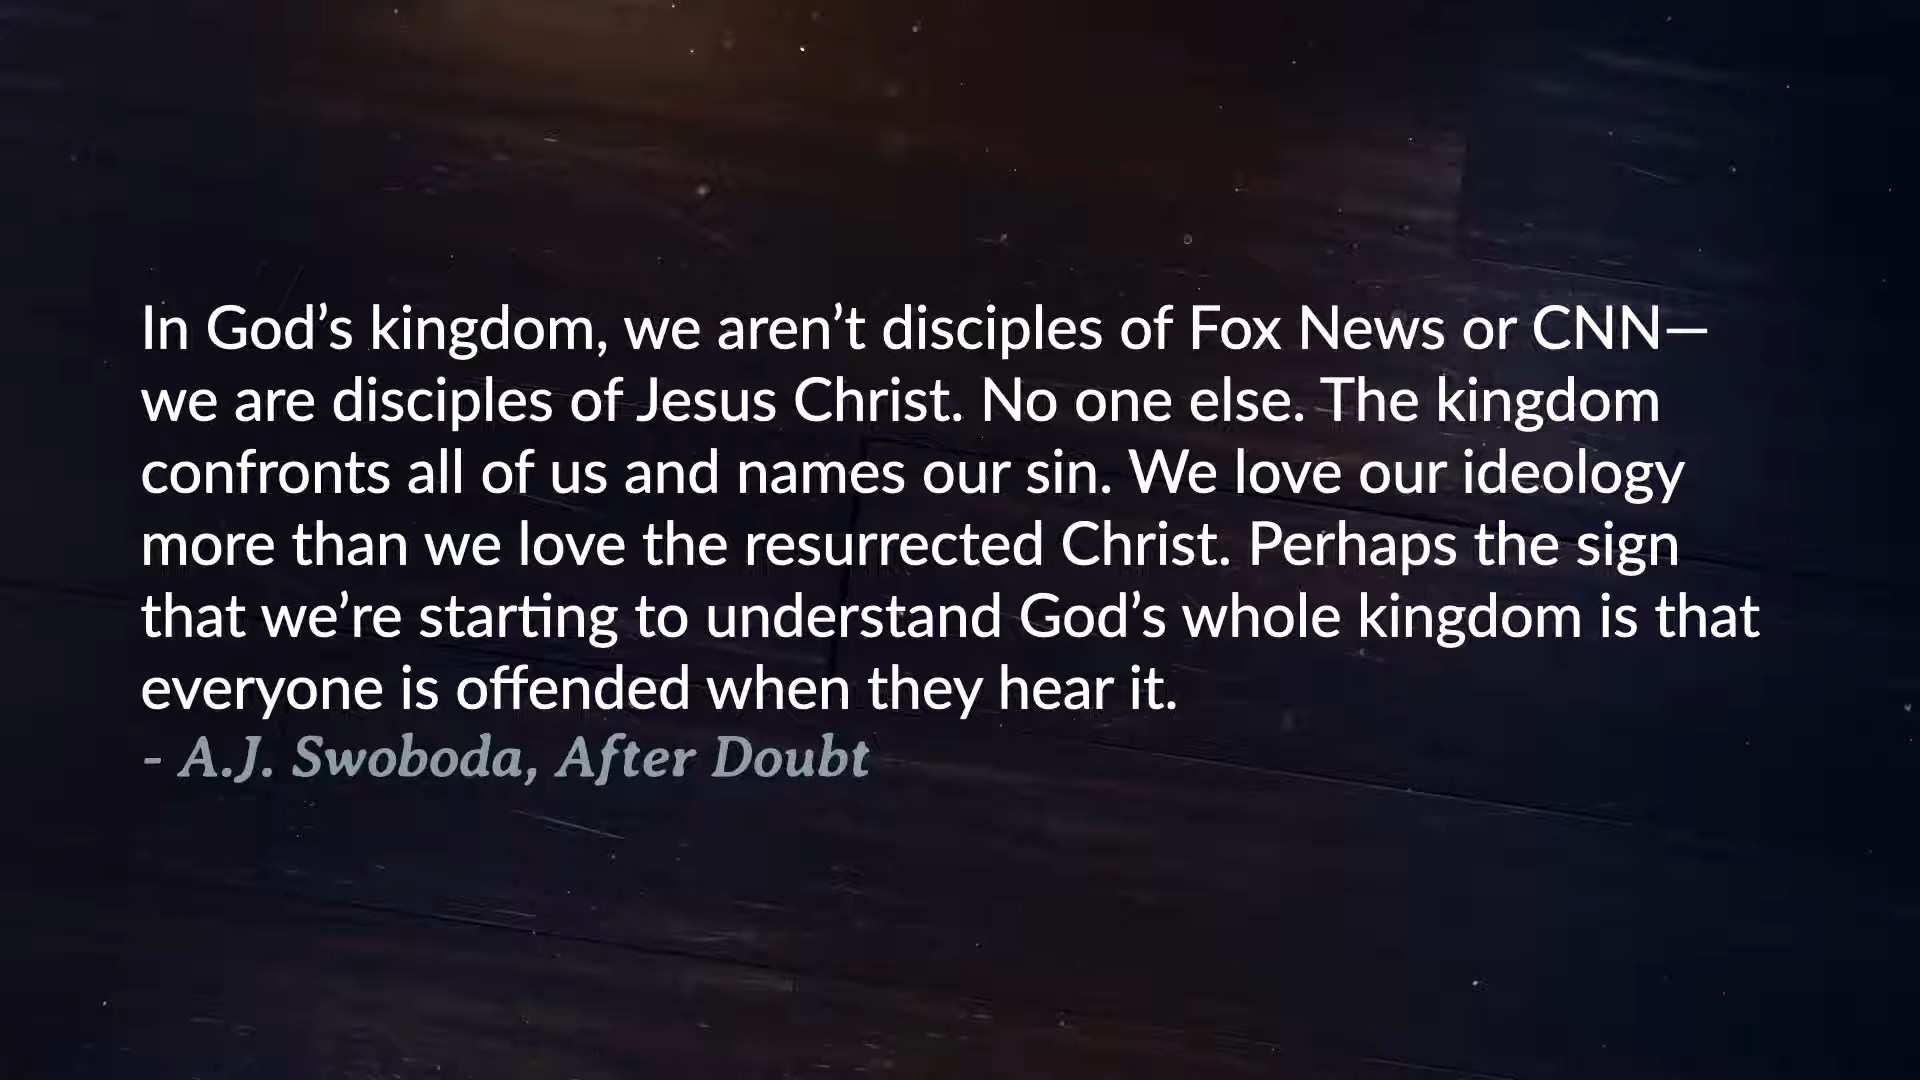 In God’s kingdom, we aren’t disciples of Fox News or CNN—
we are disciples of Jesus Christ. No one else. The kingdom
confronts all of us and names our sin. We love our ideology
more than we love the resurrected Christ. Perhaps the sign
that we’re starting to understand God’s whole kingdom is that
everyone is offended when they hear it.
- A.J. Swoboda, After Doubt